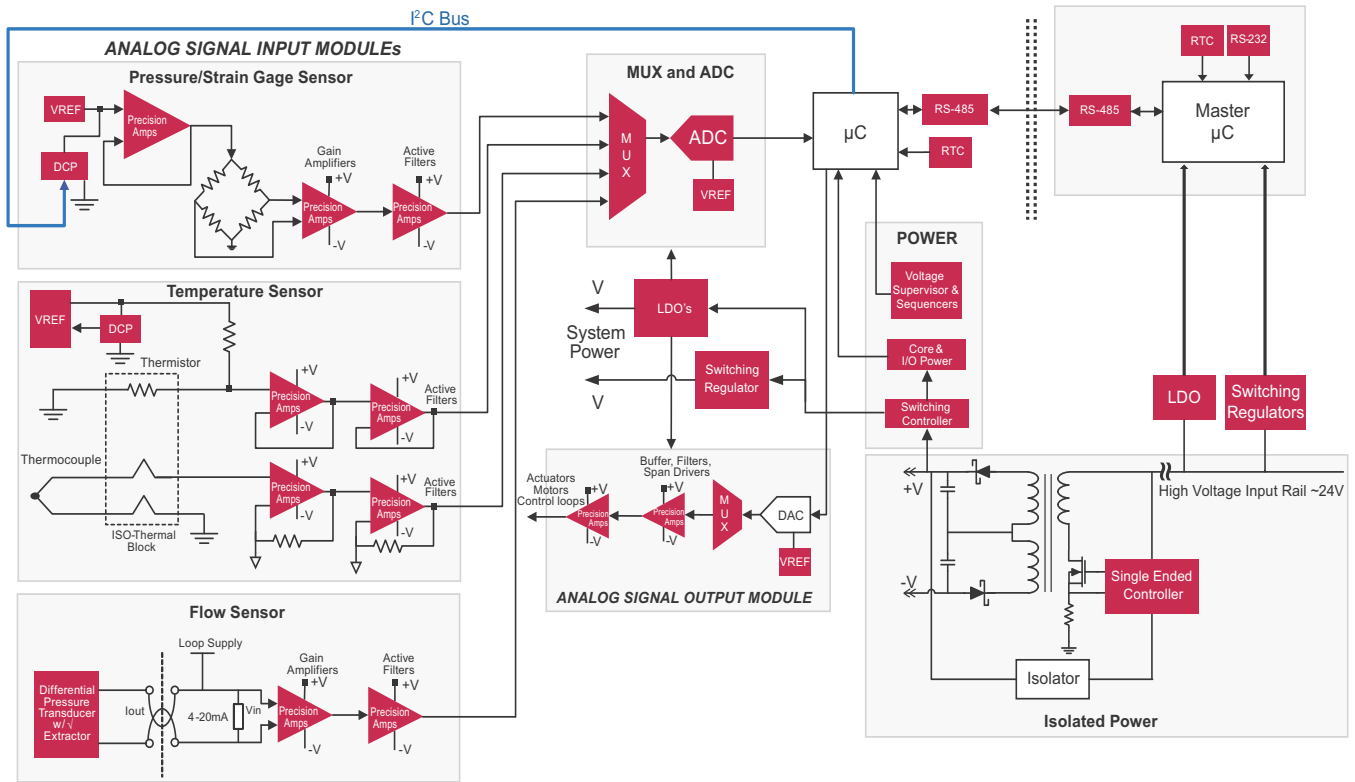 I²C Bus
ANALOG SIGNAL INPUT MODULEs
Pressure/Strain Gage Sensor
VREF
Precision
Amps
DCP
Gain
Amplifiers
+V
Precision
Amps
-V
Active
Filters
+V
Precision
Amps
-V
Temperature Sensor
VREF
DCP
Thermistor
+V
Precision
Amps
-V
+V
Precision
Amps
-V
Active
Filters
Thermocouple
ISO-Thermal
Block
+V
Precision
Amps
-V
+V
Precision
Amps
-V
Active
Filters
Flow Sensor
Loop Supply
Differential
Pressure
Transducer
w/ √
Extractor
Iout
4-20mA
Vin
Gain
Amplifiers
+V
Precision
Amps
-V
Active
Filters
+V
Precision
Amps
-V
MUX and ADC
M
U
X
ADC
VREF
µC
RS-485
RTC
RS-485
RTC
RS-232
Master
µC
POWER
Voltage
Supervisor &
Sequencers
Core &
I/O Power
Switching
Controller
V
LDO's
System
Power
Switching
Regulator
V
LDO
Switching
Regulators
Buffer, Filters,
Span Drivers
Actuators
Motors
Control loops
+V
Precision
Amps
-V
+V
Precision
Amps
-V
M
U
X
DAC
VREF
ANALOG SIGNAL OUTPUT MODULE
+V
-V
High Voltage Input Rail ~24V
Single Ended
Controller
Isolator
Isolated Power